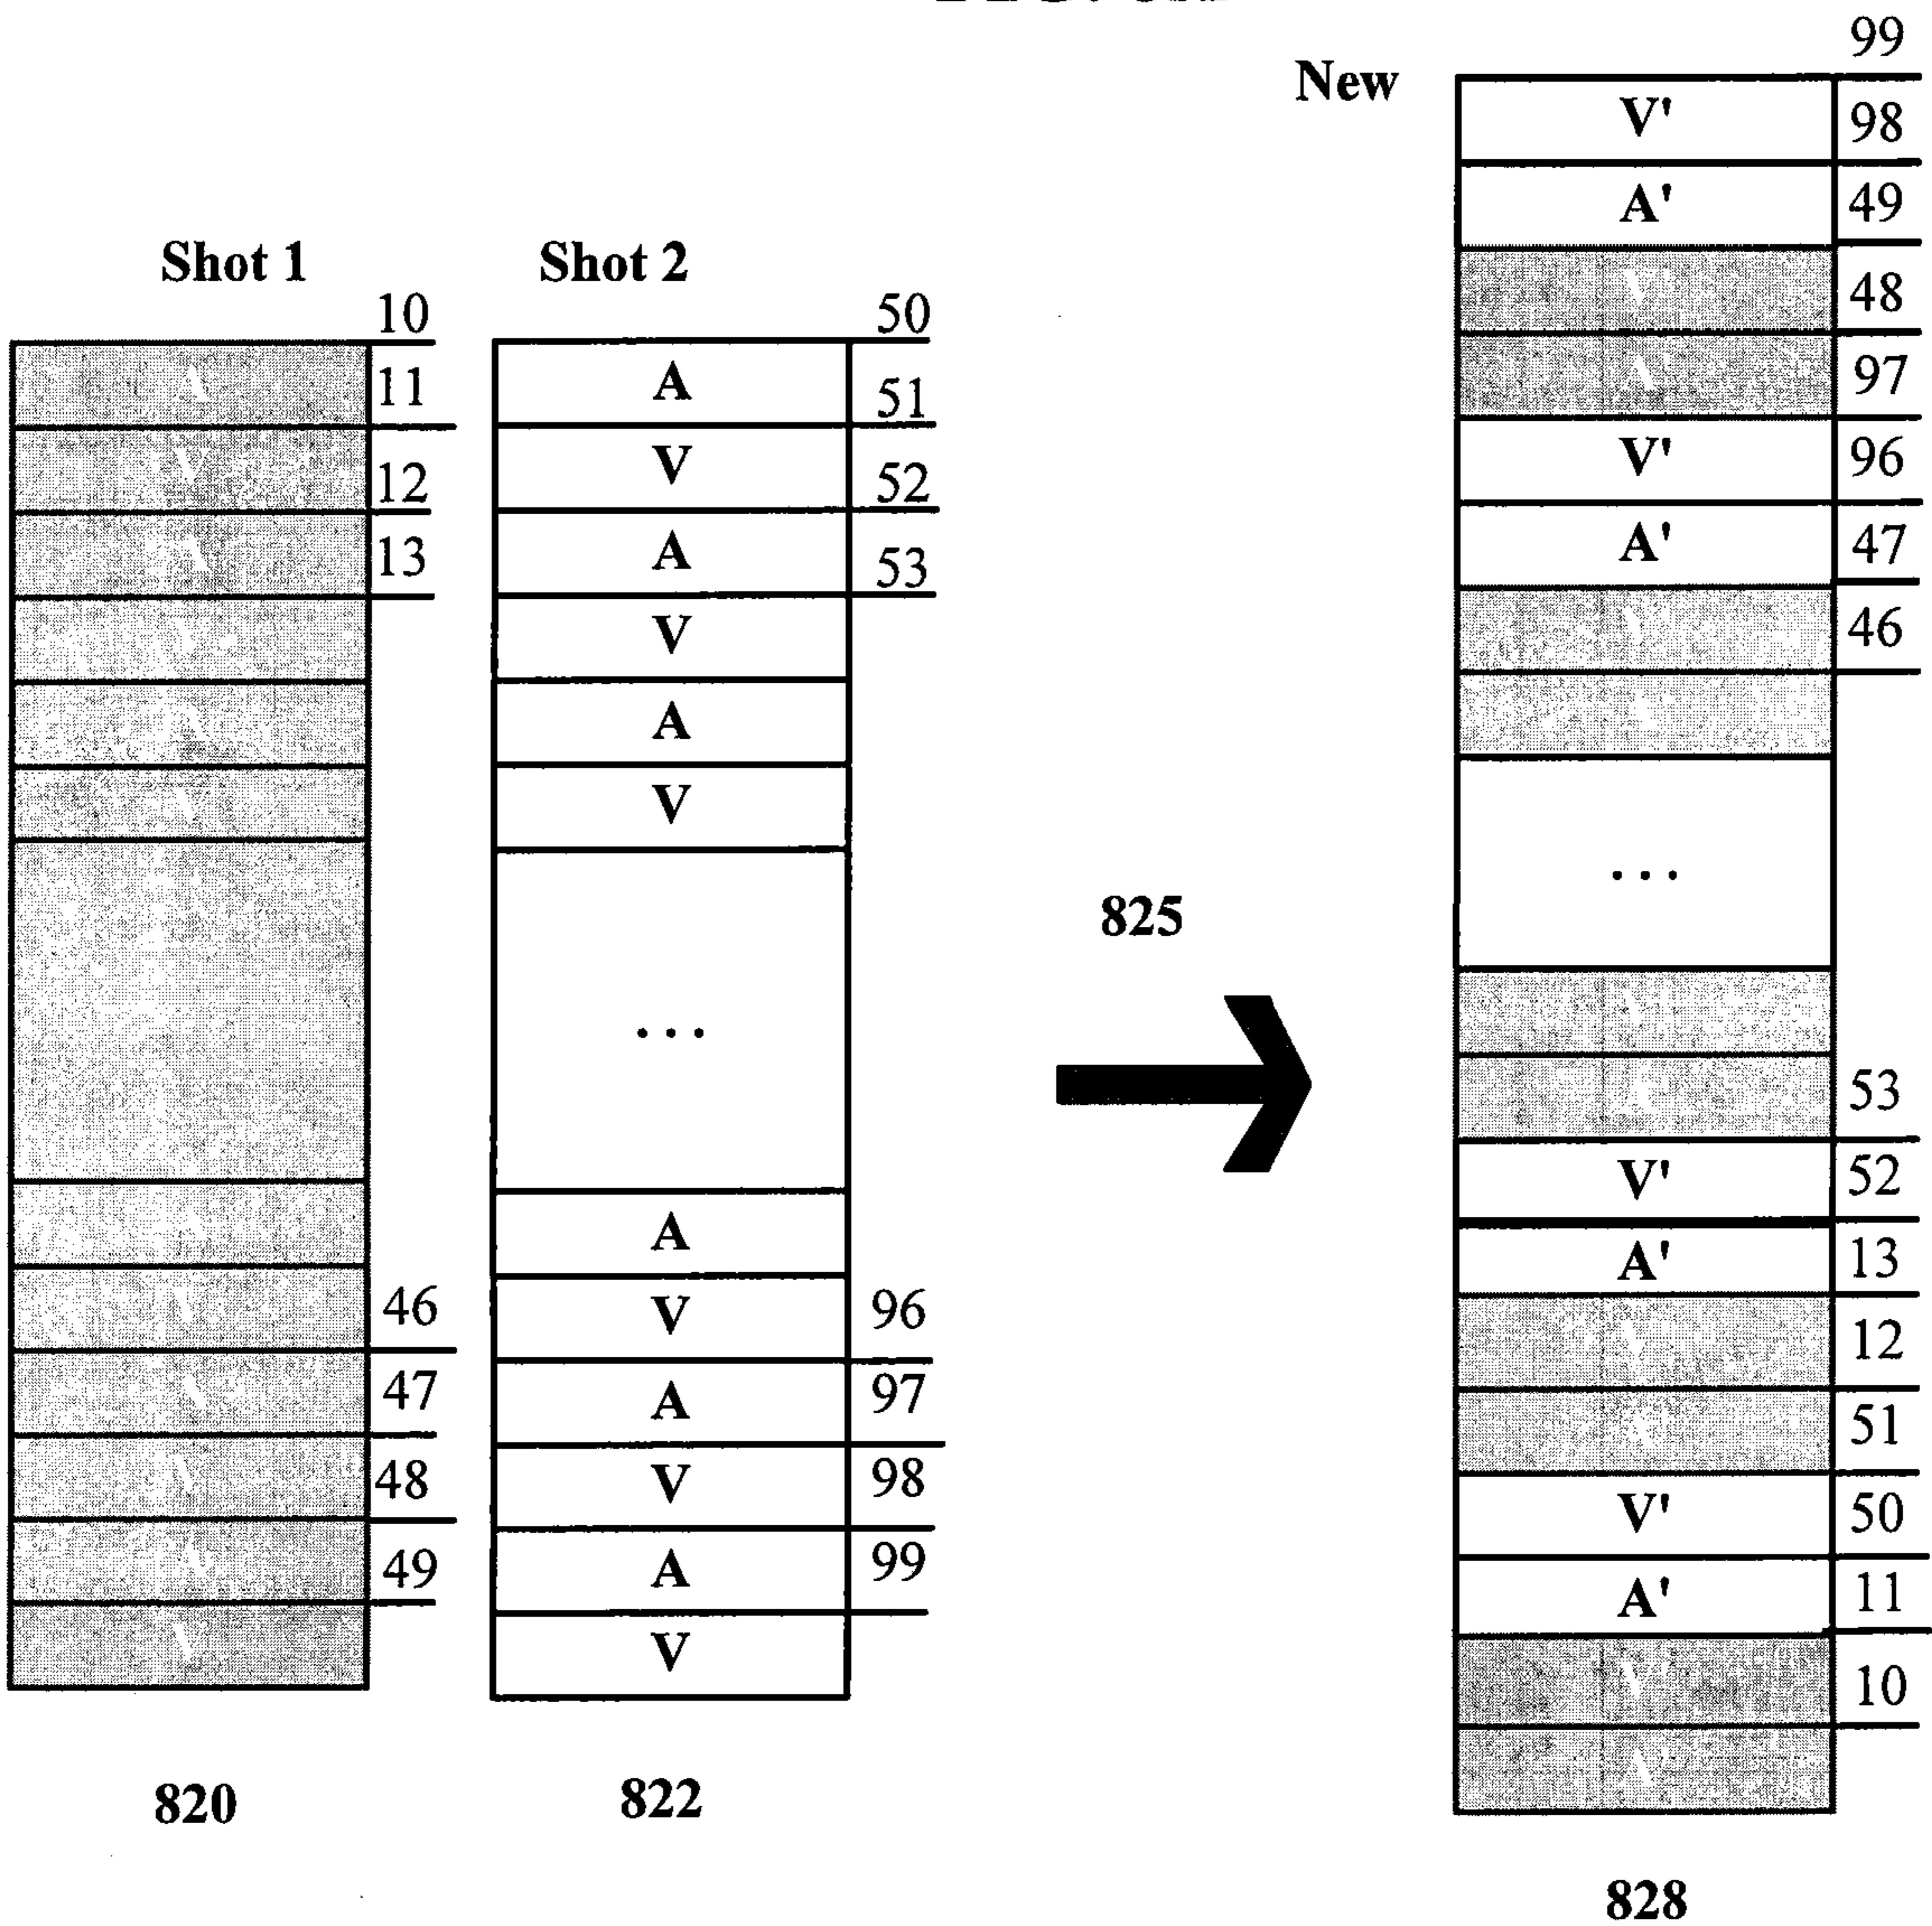 New
99
V' 98
A' 49
V' 48
A' 97
V' 96
A' 47
V' 46
A'
...
V'
A' 53
V' 52
A' 13
V' 12
A' 51
V' 50
A' 11
V' 10
A'
828
Shot 1
10
A 11
V 12
A 13
V
A
V
A
V 46
A 47
V 48
A 49
V
820
Shot 2
50
A 51
V 52
A 53
V
A
V
...
A
V 96
A 97
V 98
A 99
V
822
825